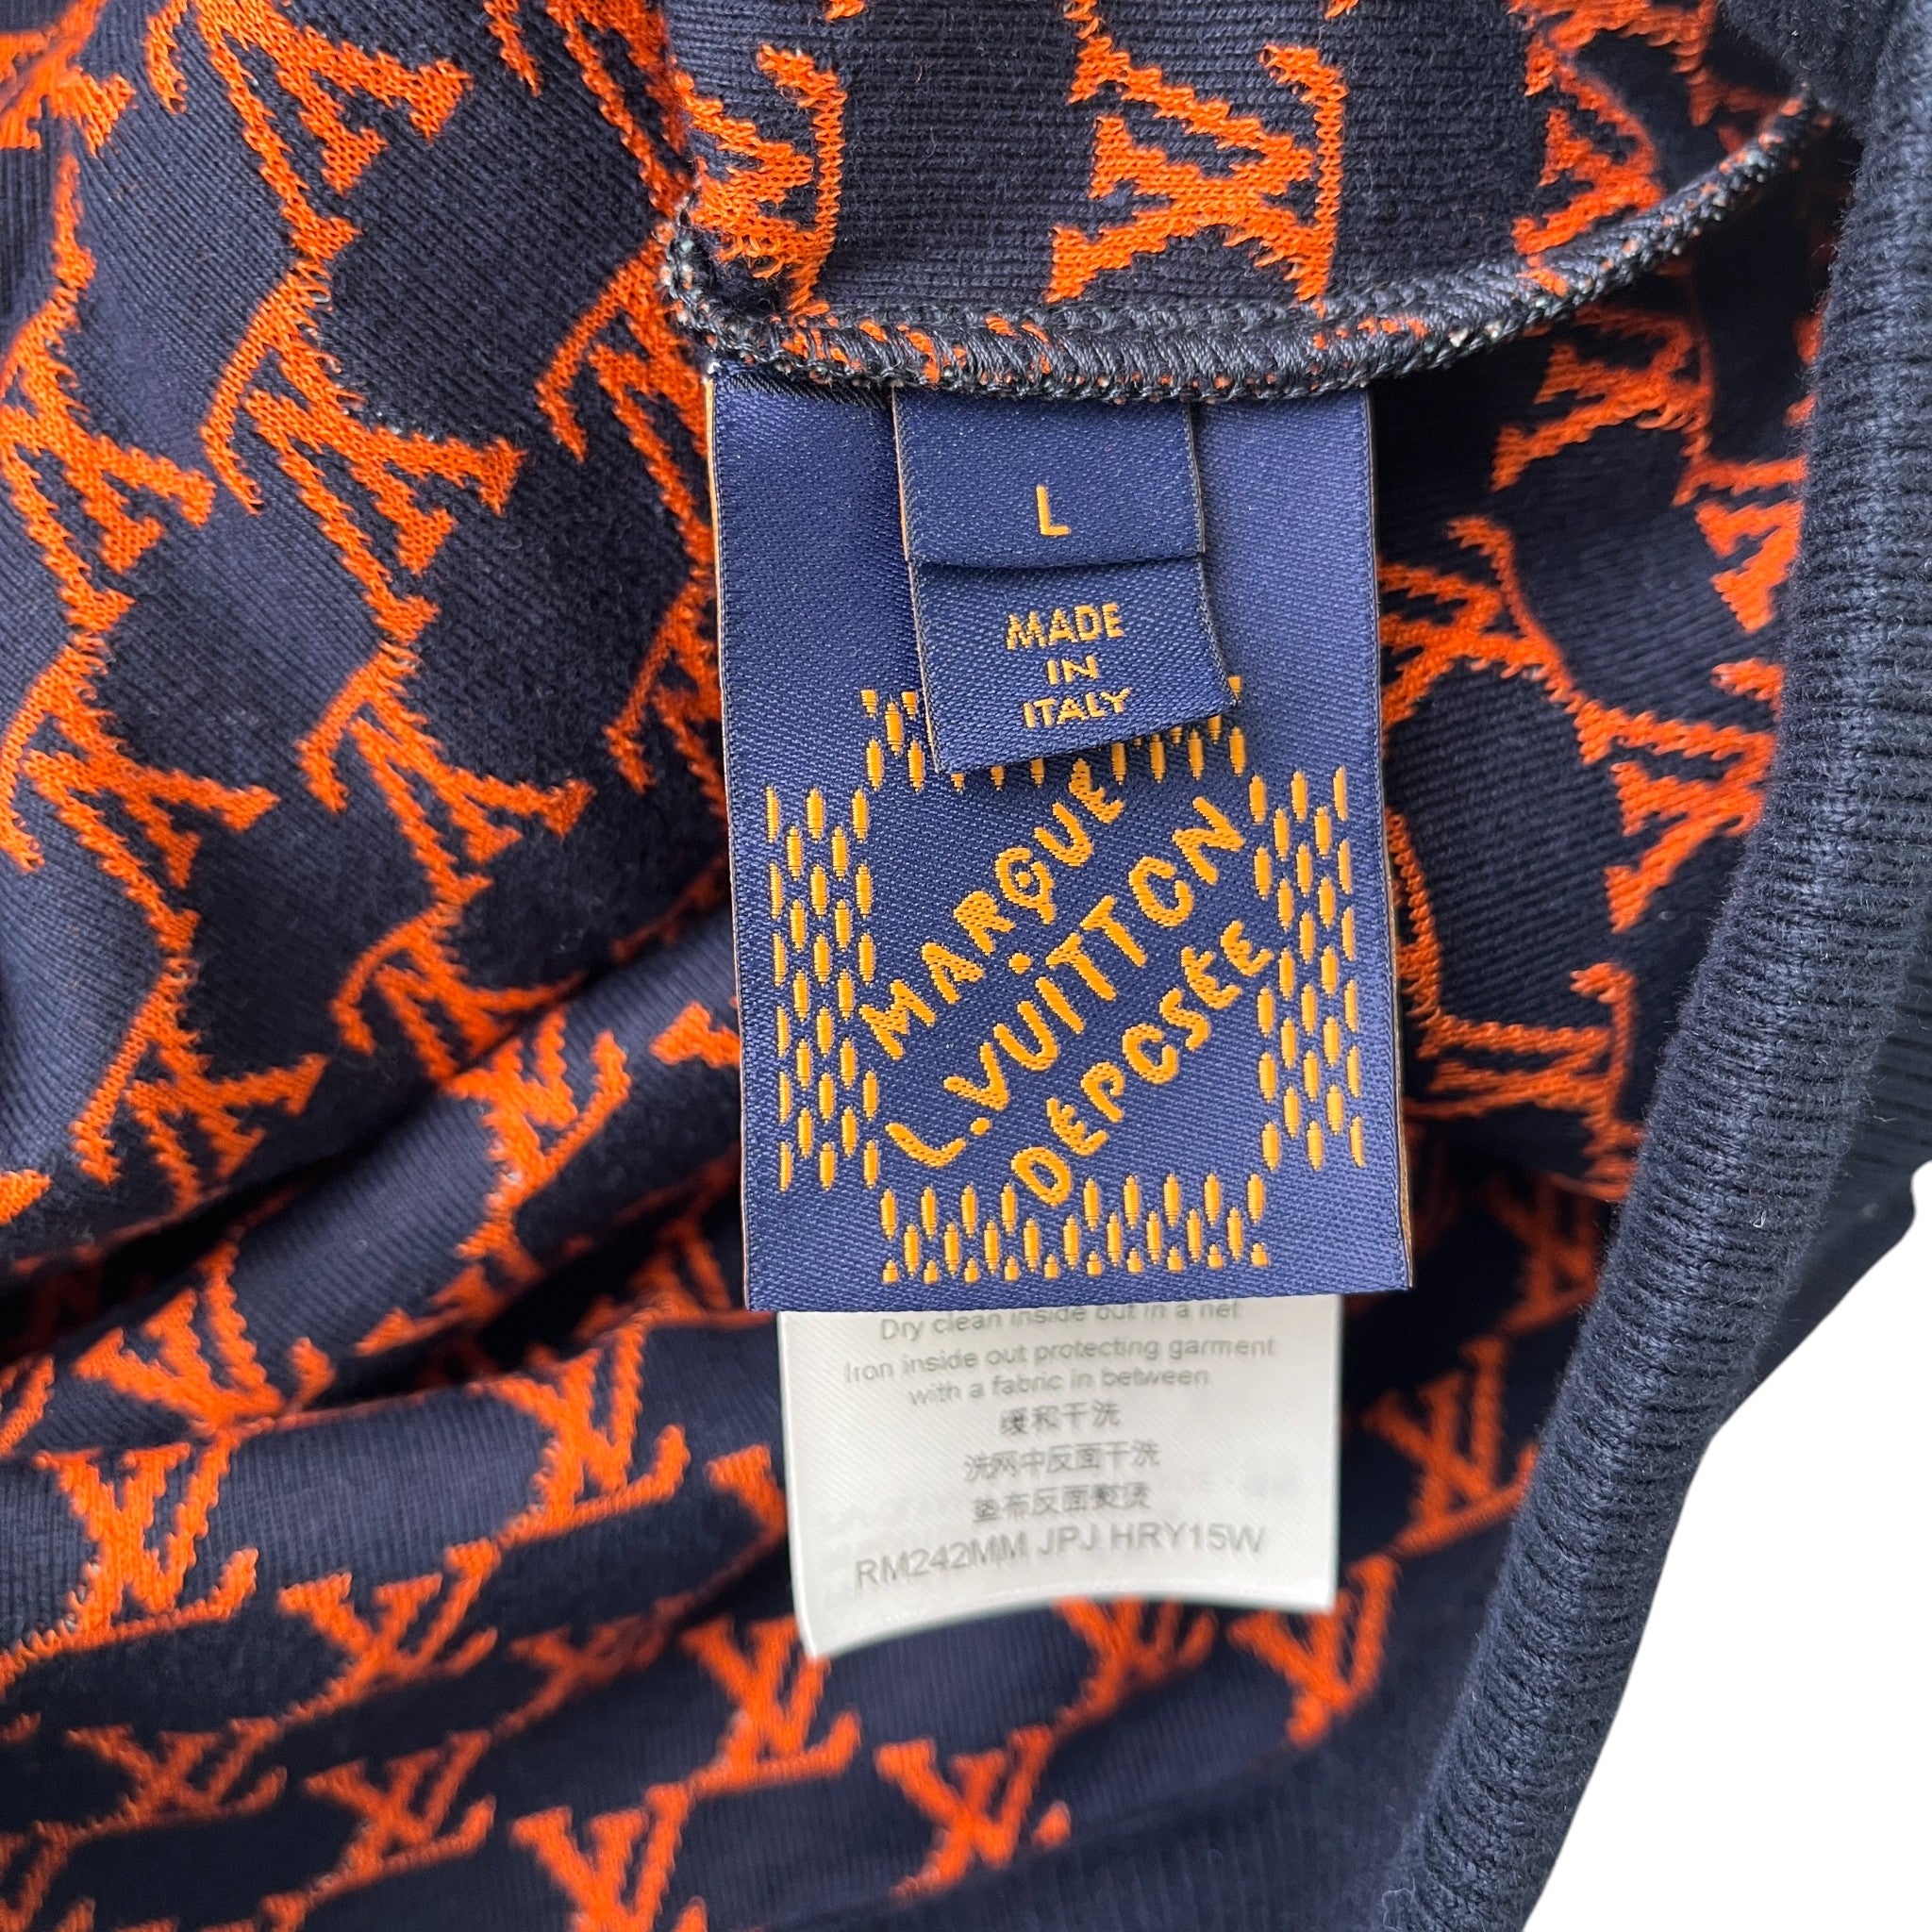 L
MADE
IN
ITALY
MARQUE
L.VUiTTON
DÉPOSÉE
Dry clean inside out in a net
Iron inside out protecting garment
with a fabric in between
缓和干洗
洗网中反面干洗
垫布反面熨烫
RM242MM JPJ HRY15W